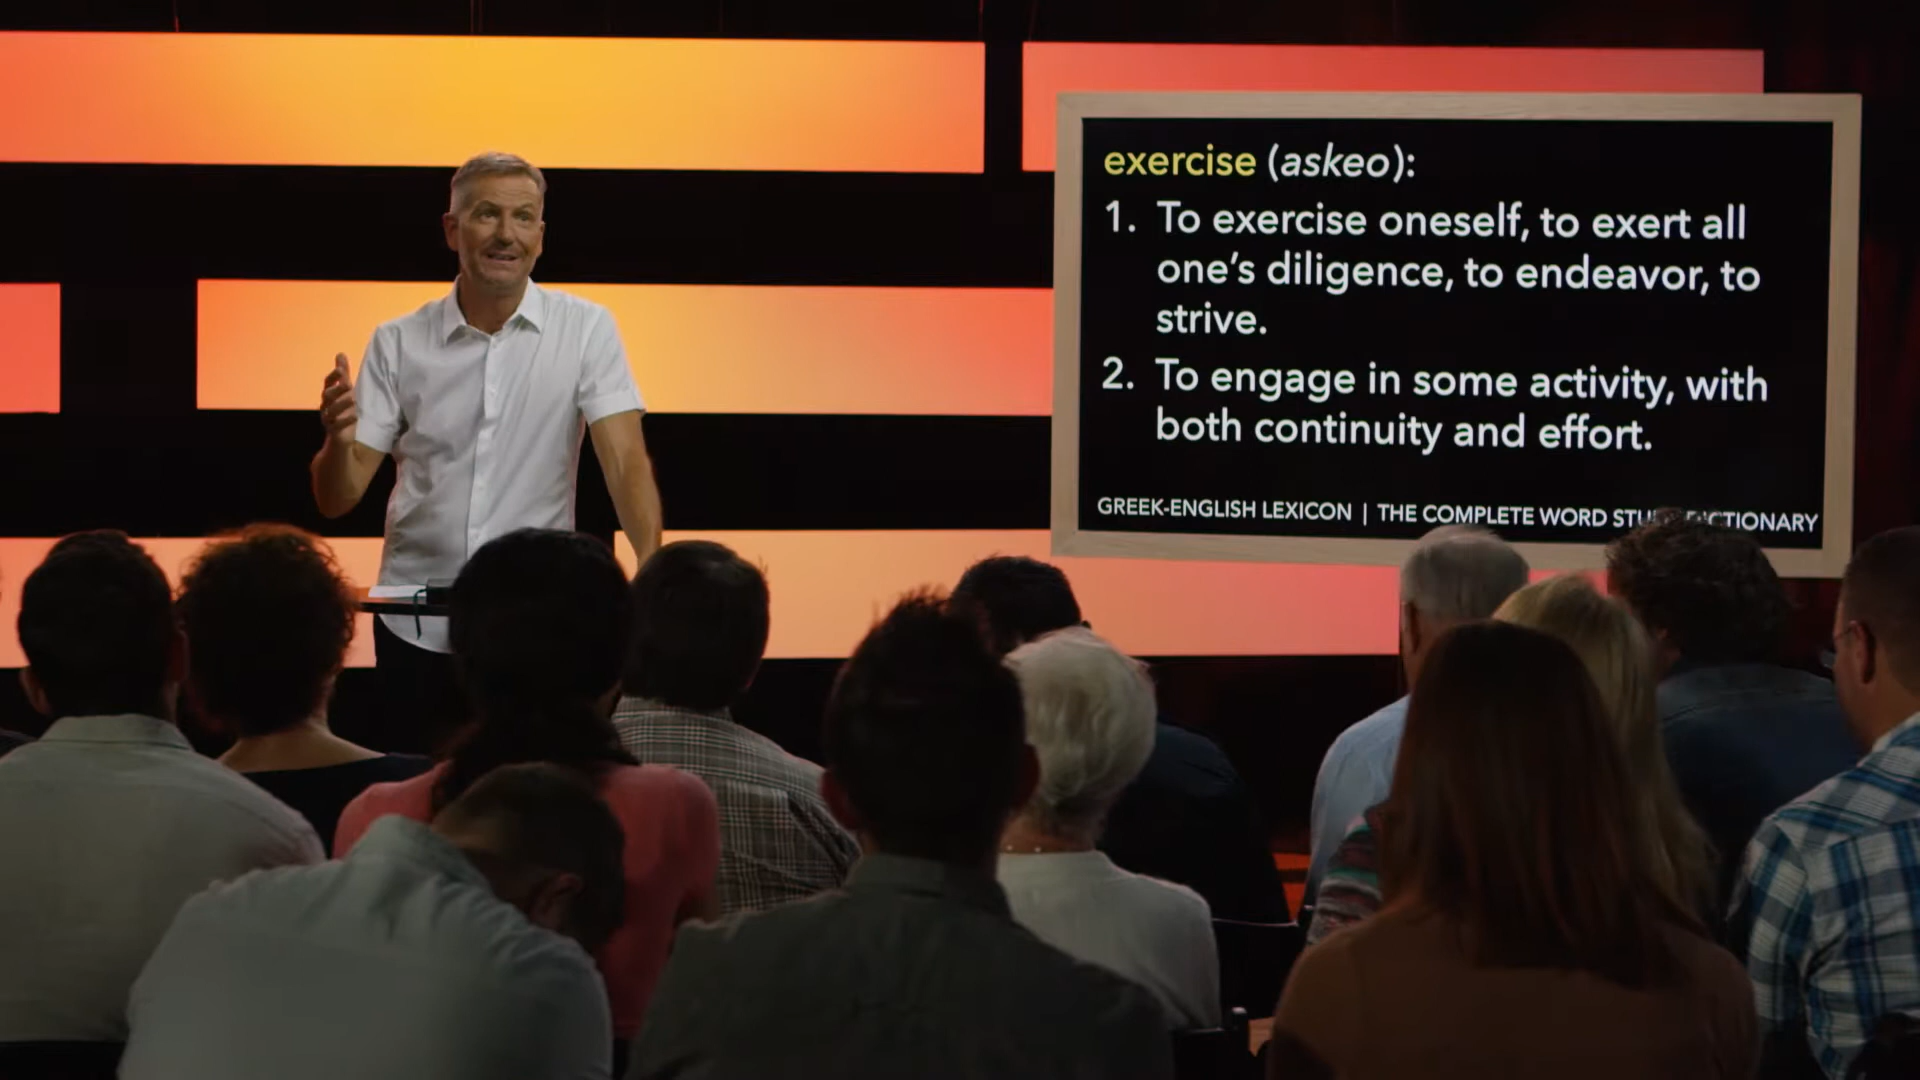 exercise (askeo):
1. To exercise oneself, to exert all
one's diligence, to endeavor, to
strive.
2. To engage in some activity, with
both continuity and effort.
GREEK-ENGLISH LEXICON | THE COMPLETE WORD STUDY DICTIONARY